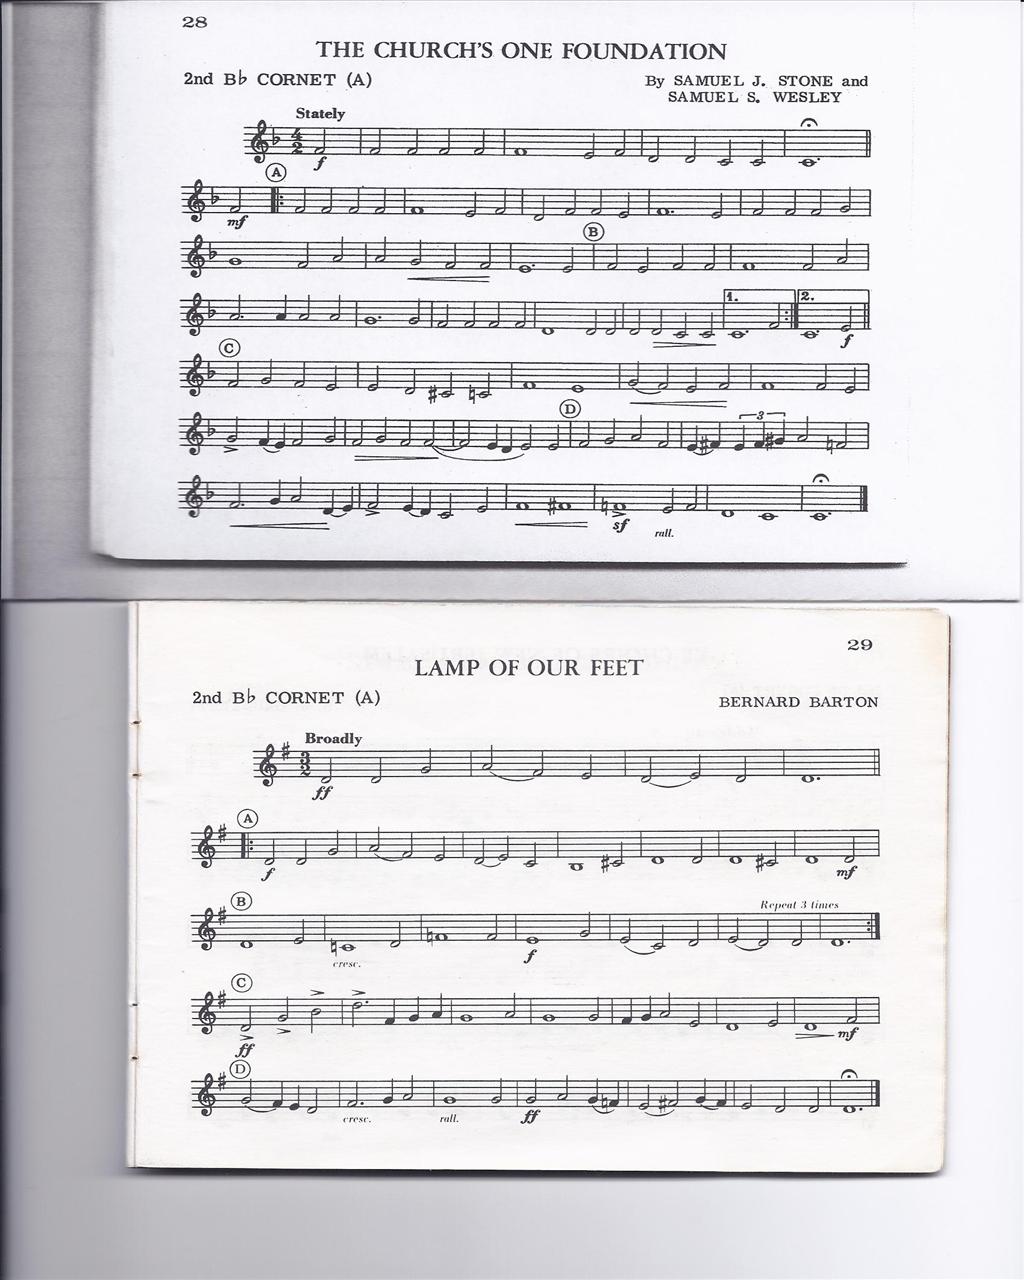 28
THE CHURCH'S ONE FOUNDATION
2nd B♭ CORNET (A)
By SAMUEL J. STONE and
SAMUEL S. WESLEY
Stately
4
2
f
A
mf
B
1.
2.
f
C
D
3
sf
rall.
29
LAMP OF OUR FEET
2nd B♭ CORNET (A)
BERNARD BARTON
Broadly
3
2
ff
A
f
mf
B
Repeat 3 times
cresc.
f
C
ff
mf
D
cresc.
rall.
ff